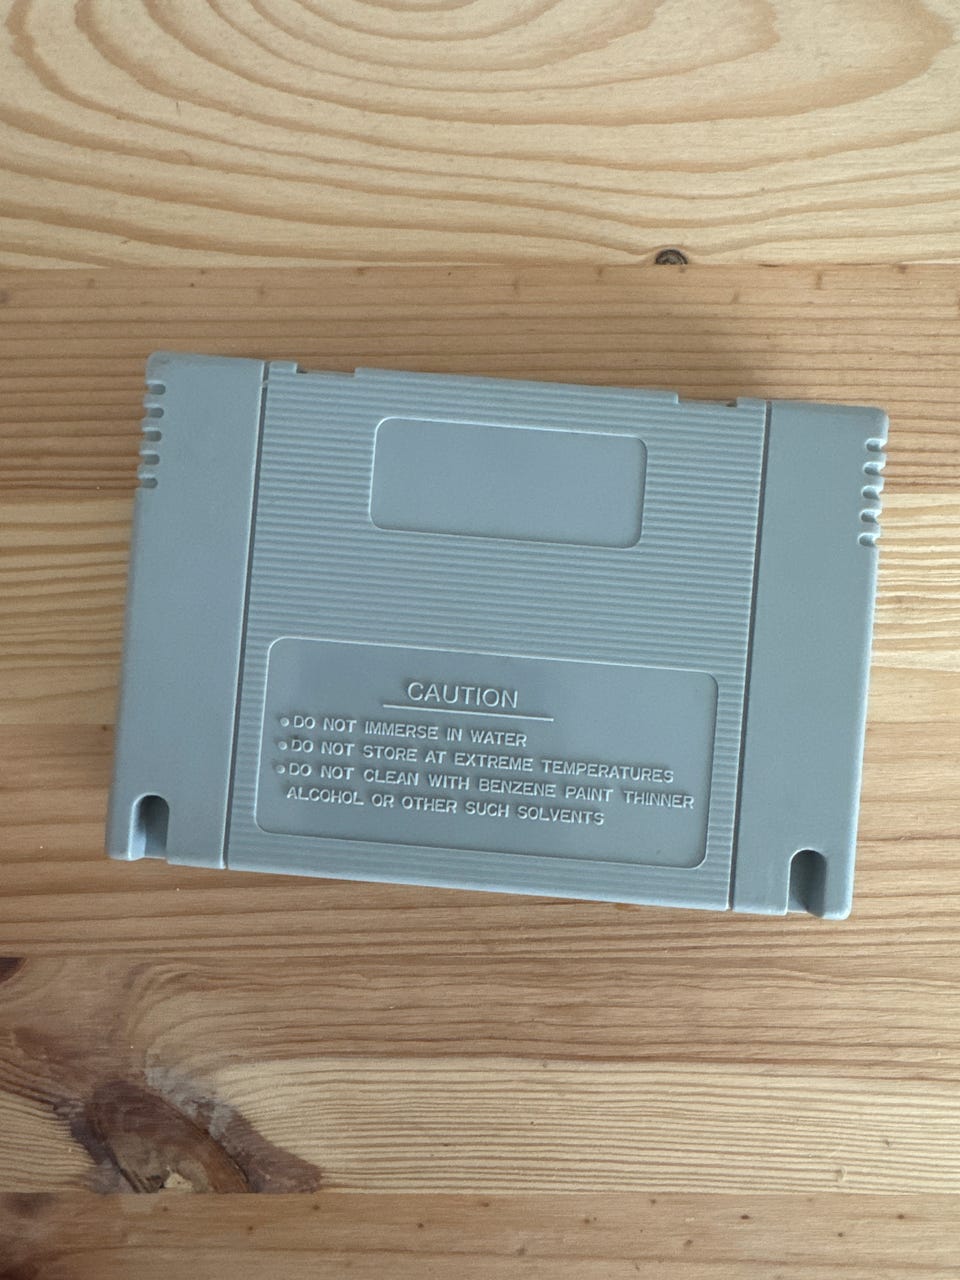 CAUTION
• DO NOT IMMERSE IN WATER
• DO NOT STORE AT EXTREME TEMPERATURES
• DO NOT CLEAN WITH BENZENE PAINT THINNER
ALCOHOL OR OTHER SUCH SOLVENTS